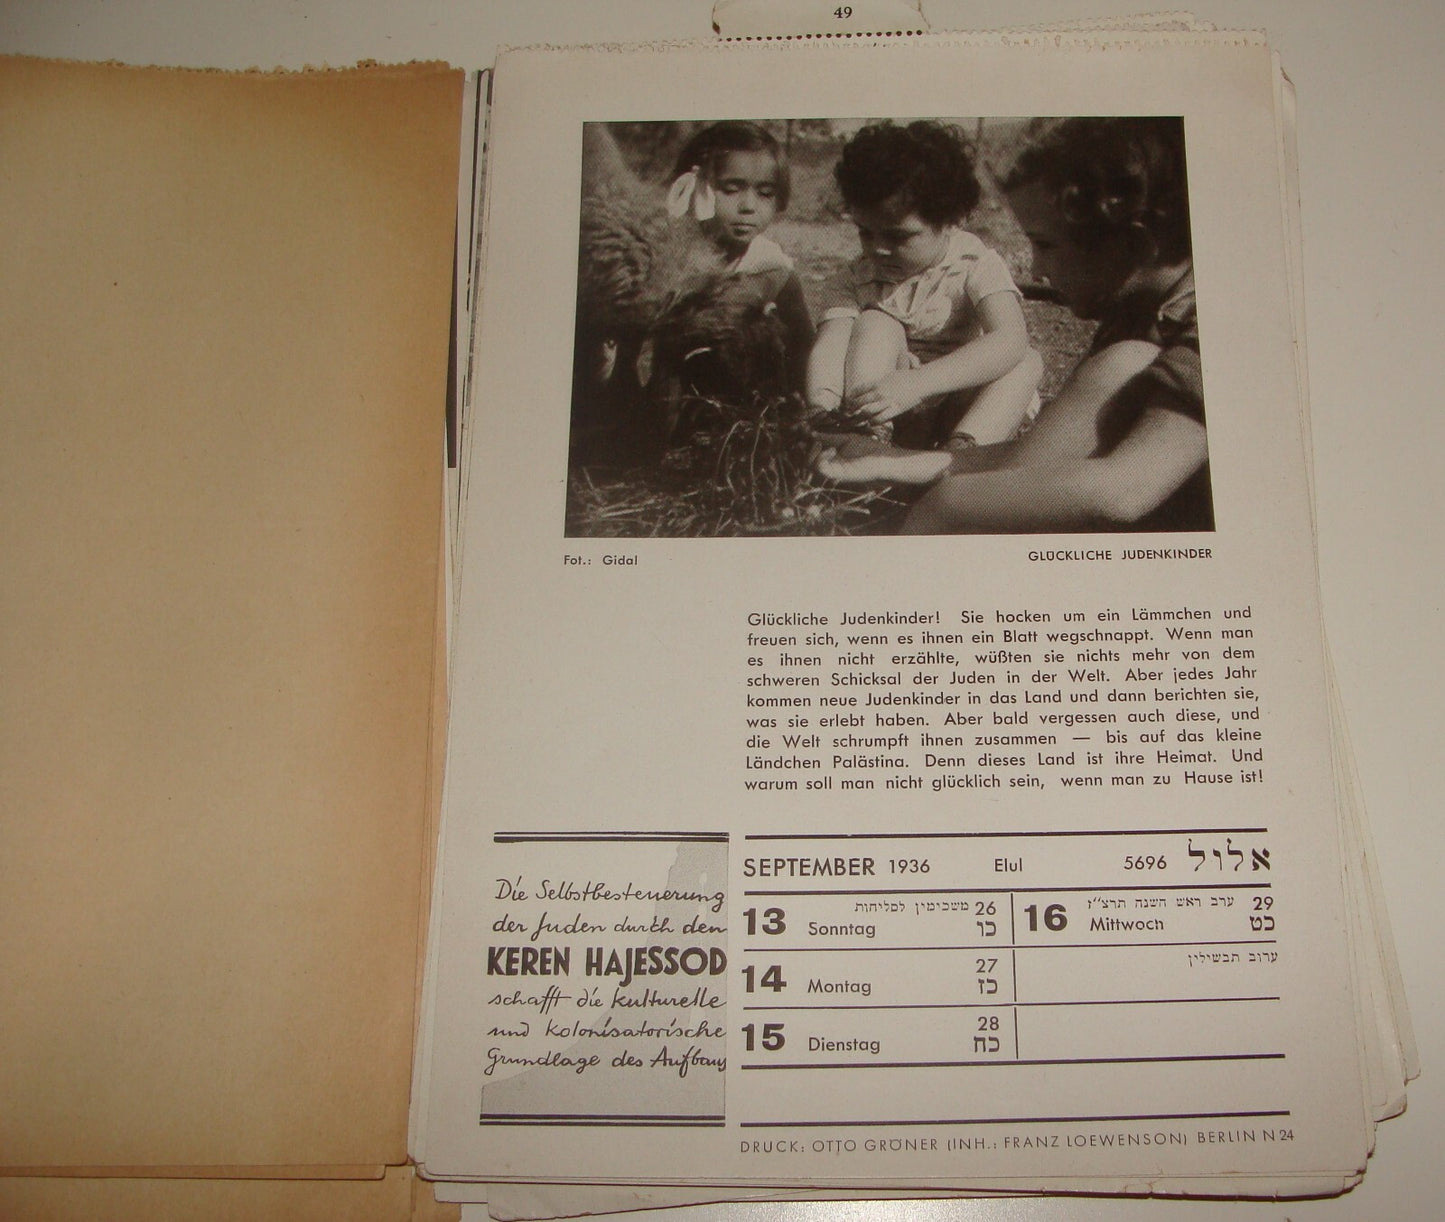 49
Fot.: Gidal
GLÜCKLICHE JUDENKINDER
Glückliche Judenkinder! Sie hocken um ein Lämmchen und
freuen sich, wenn es ihnen ein Blatt wegschnappt. Wenn man
es ihnen nicht erzählte, wüßten sie nichts mehr von dem
schweren Schicksal der Juden in der Welt. Aber jedes Jahr
kommen neue Judenkinder in das Land und dann berichten sie,
was sie erlebt haben. Aber bald vergessen auch diese, und
die Welt schrumpft ihnen zusammen — bis auf das kleine
Ländchen Palästina. Denn dieses Land ist ihre Heimat. Und
warum soll man nicht glücklich sein, wenn man zu Hause ist!
Die Selbstbesteuerung
der Juden durch den
KEREN HAJESSOD
schafft die kulturelle
und kolonisatorische
Grundlage des Aufbaus
SEPTEMBER 1936 Elul 5696 אלול
13 Sonntag משכימין לסליחות 26 כו
14 Montag 27 כז
15 Dienstag 28 כח
16 Mittwoch ערב ראש השנה תרצ״ז 29 כט
ערוב תבשילין
DRUCK: OTTO GRÖNER (INH.: FRANZ LOEWENSON) BERLIN N 24